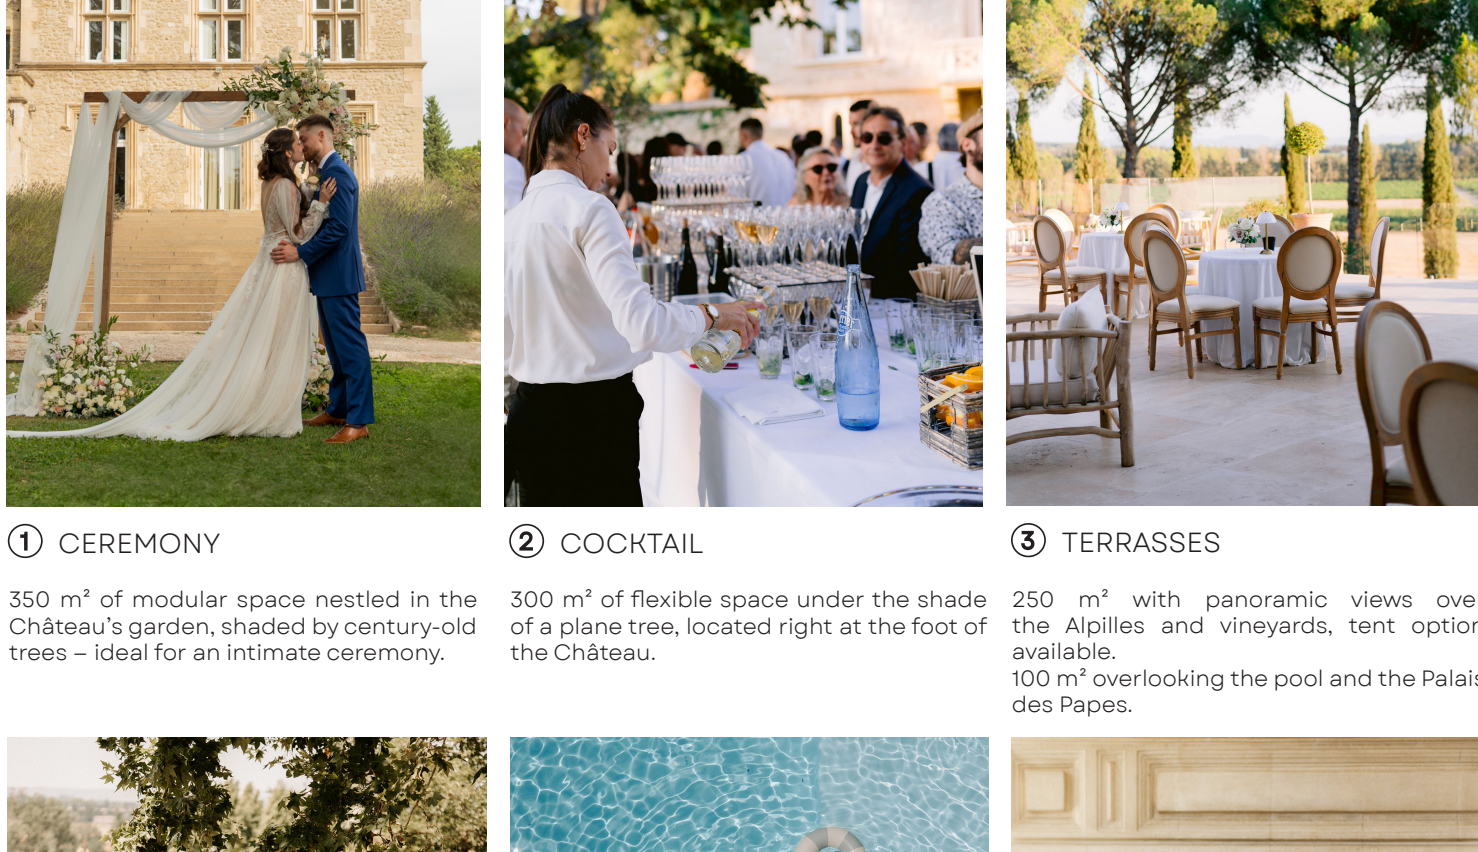 1 CEREMONY
350 m² of modular space nestled in the
Château's garden, shaded by century-old
trees – ideal for an intimate ceremony.
2 COCKTAIL
300 m² of flexible space under the shade
of a plane tree, located right at the foot of
the Château.
3 TERRASSES
250 m² with panoramic views ove
the Alpilles and vineyards, tent option
available.
100 m² overlooking the pool and the Palais
des Papes.